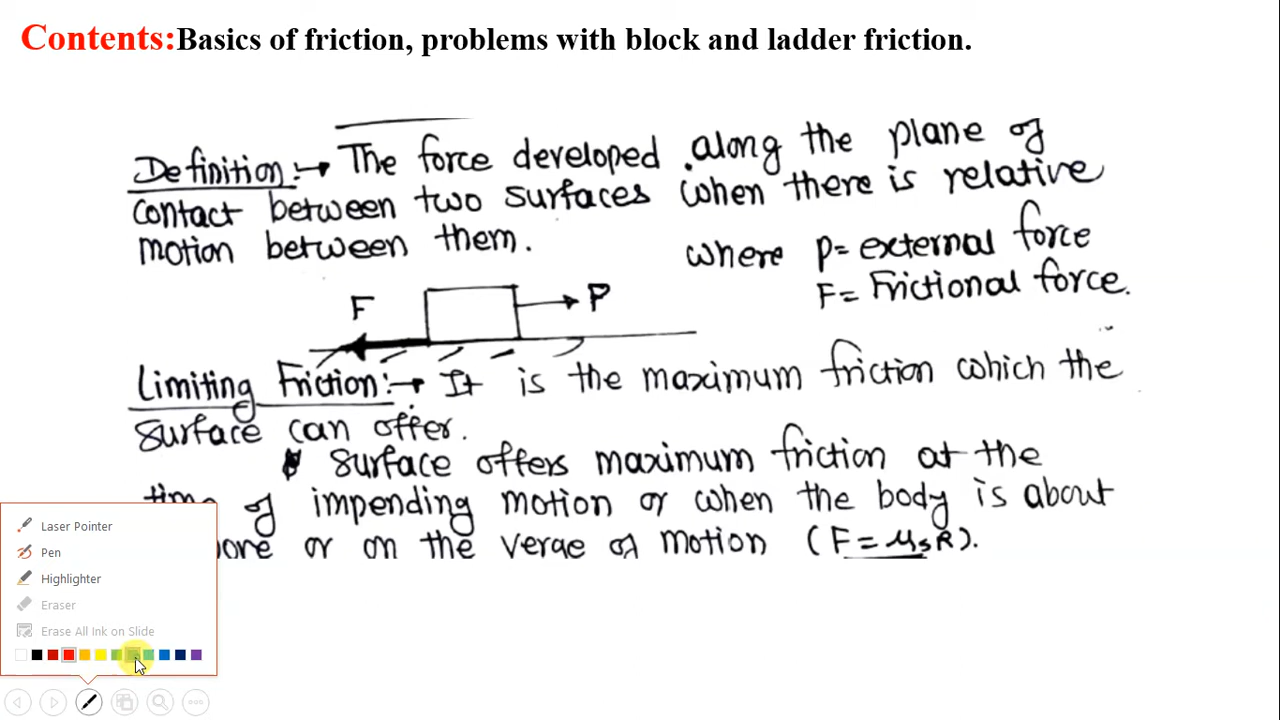 Contents:Basics of friction, problems with block and ladder friction.
Definition:→ The force developed along the plane of
contact between two surfaces when there is relative
motion between them.
where P= external force
F= Frictional force.
F
P
Limiting Friction:→ It is the maximum friction which the
surface can offer.
surface offers maximum friction at the
time of impending motion or when the body is about
or on the verge of motion (F=μsR).
Laser Pointer
Pen
Highlighter
Eraser
Erase All Ink on Slide